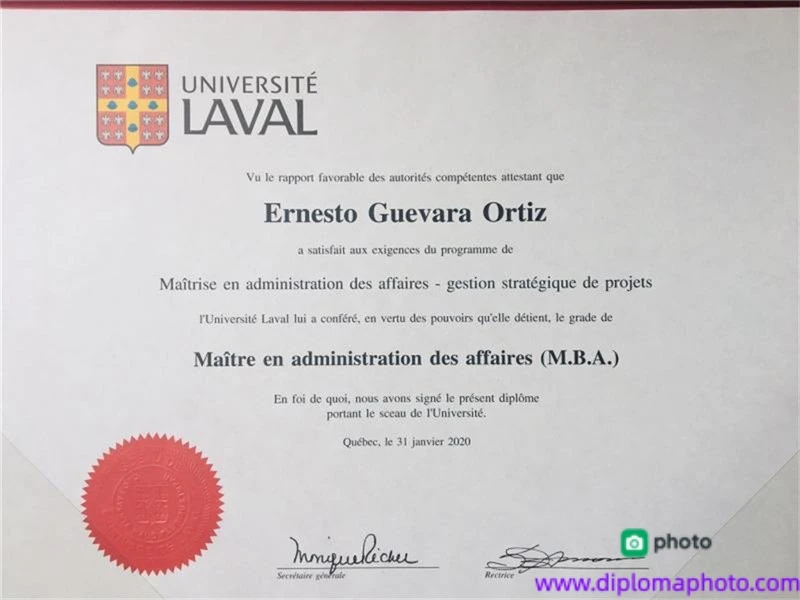 UNIVERSITÉ
LAVAL
Vu le rapport favorable des autorités compétentes attestant que
Ernesto Guevara Ortiz
a satisfait aux exigences du programme de
Maîtrise en administration des affaires - gestion stratégique de projets
l'Université Laval lui a conféré, en vertu des pouvoirs qu'elle détient, le grade de
Maître en administration des affaires (M.B.A.)
En foi de quoi, nous avons signé le présent diplôme
portant le sceau de l'Université.
Québec, le 31 janvier 2020
Monique Richer
Secrétaire générale
Rectrice
photo
www.diplomaphoto.com